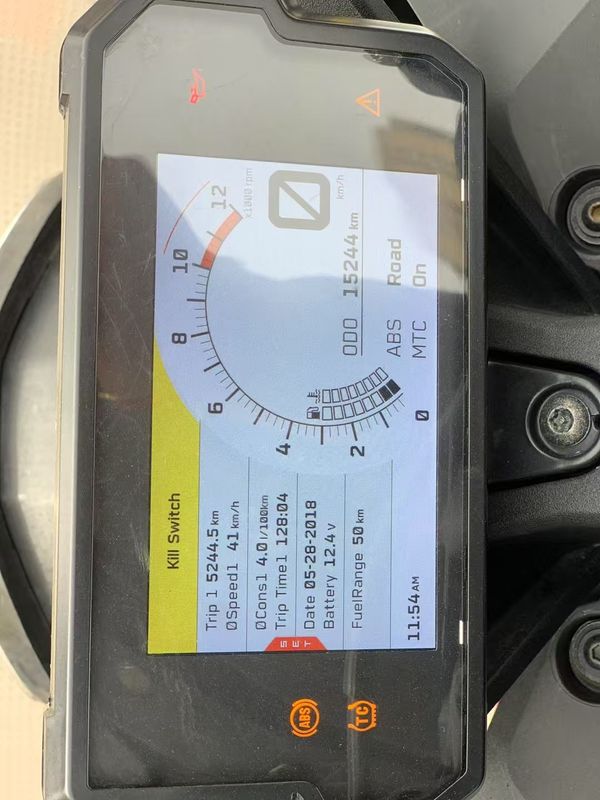 Kill Switch
Trip 1 5244.5 km
ØSpeed1 41 km/h
ØCons1 4.0 l/100km
Trip Time1 128:04
Date 05-28-2018
Battery 12.4 V
FuelRange 50 km
11:54 AM
SET
0
2
4
6
8
10
12
x1000 rpm
0
km/h
ODO 15244 km
ABS Road
MTC On
ABS
TC